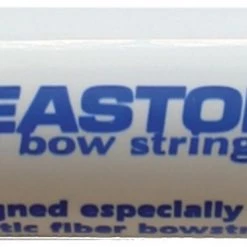 EASTO
bow string
gned especially
tic fiber bowst